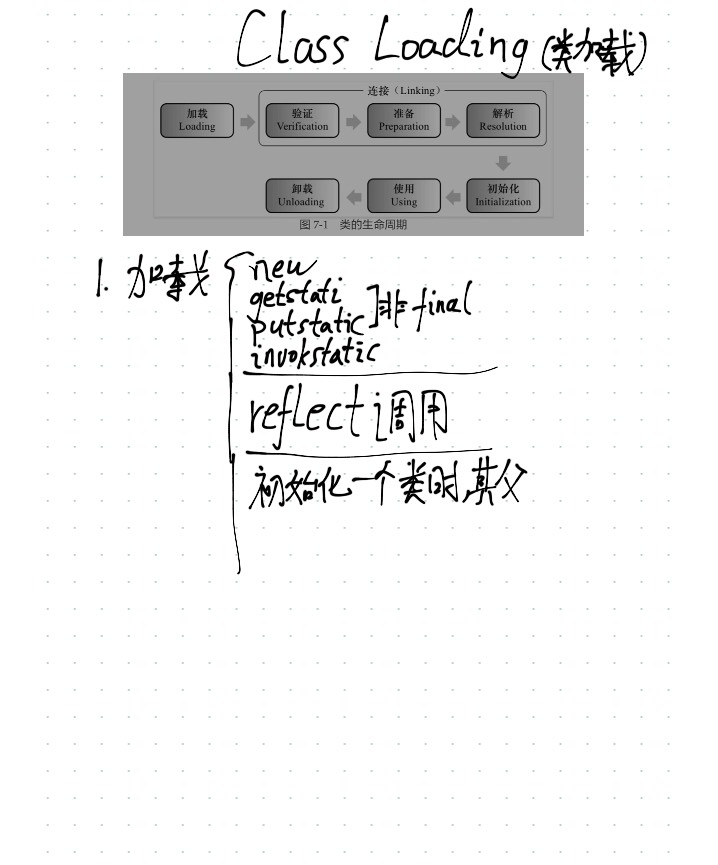 Class Loading (类加载)
连接（Linking）
加载 验证 准备 解析
Loading Verification Preparation Resolution
卸载 使用 初始化
Unloading Using Initialization
图 7-1 类的生命周期
1. 加载 { new
getstati
putstatic ] 非 final
invokstatic
reflect 调用
初始化一个类时,其父